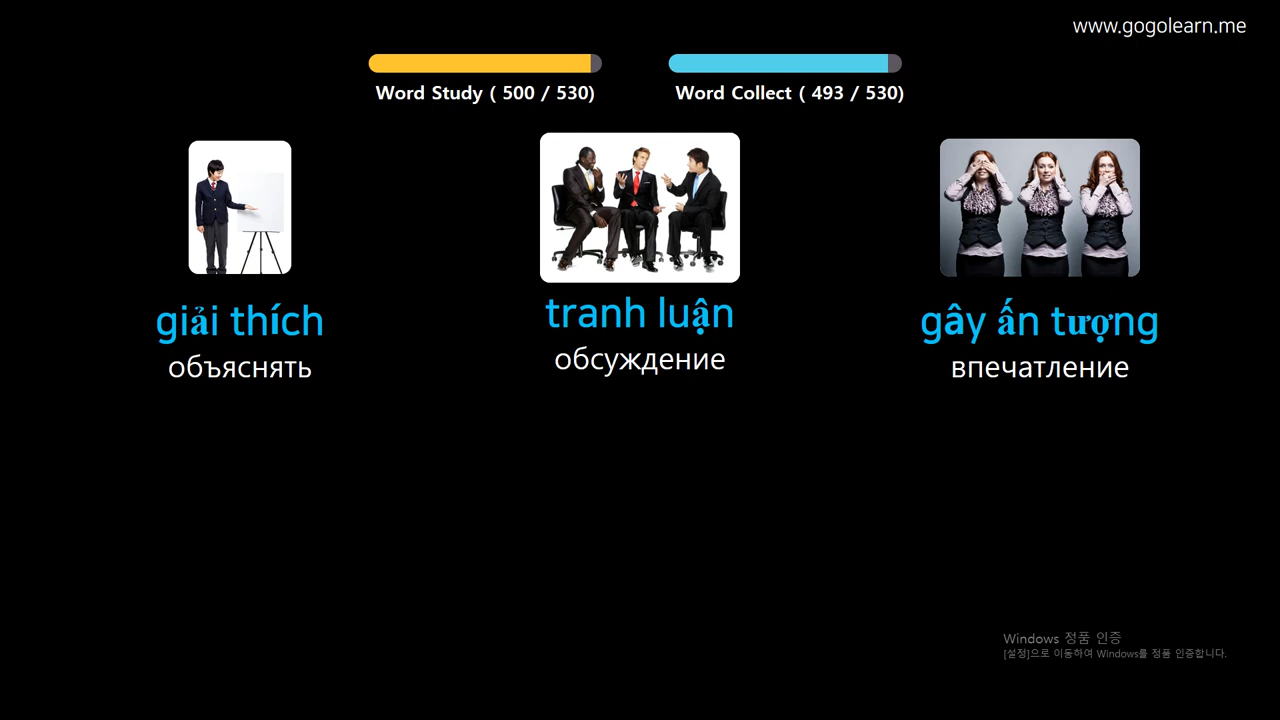 www.gogolearn.me
Word Study ( 500 / 530)
Word Collect ( 493 / 530)
giải thích
объяснять
tranh luận
обсуждение
gây ấn tượng
впечатление
Windows 정품 인증
[설정]으로 이동하여 Windows를 정품 인증합니다.